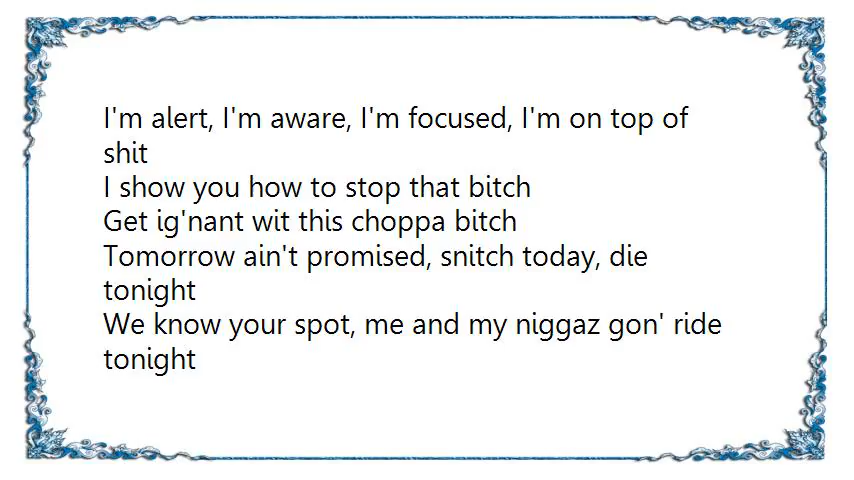 I'm alert, I'm aware, I'm focused, I'm on top of
shit
I show you how to stop that bitch
Get ig'nant wit this choppa bitch
Tomorrow ain't promised, snitch today, die
tonight
We know your spot, me and my niggaz gon' ride
tonight